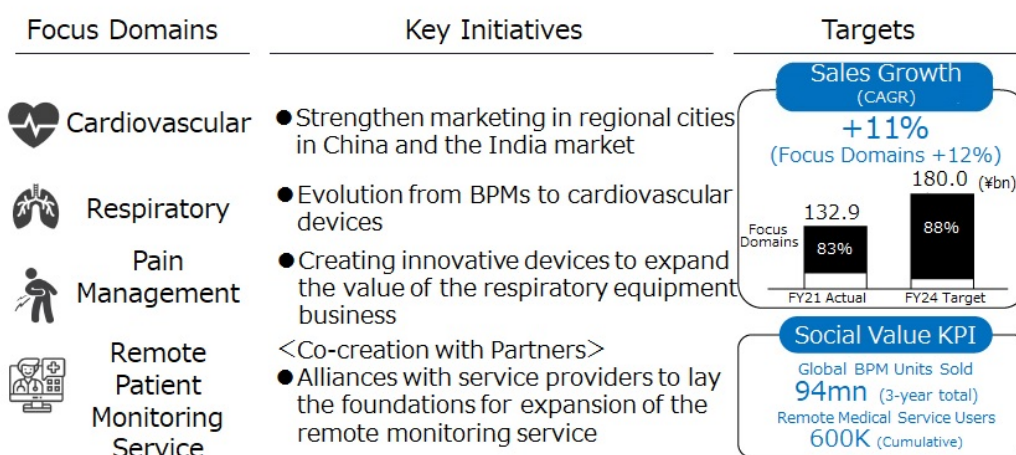 Focus Domains
Key Initiatives
Targets
Cardiovascular
Respiratory
Pain
Management
Remote
Patient
Monitoring
Service
●Strengthen marketing in regional cities
in China and the India market
●Evolution from BPMs to cardiovascular
devices
●Creating innovative devices to expand
the value of the respiratory equipment
business
<Co-creation with Partners>
●Alliances with service providers to lay
the foundations for expansion of the
remote monitoring service
Sales Growth
(CAGR)
+11%
(Focus Domains +12%)
180.0 (¥bn)
132.9
Focus
Domains
83%
88%
FY21 Actual
FY24 Target
Social Value KPI
Global BPM Units Sold
94mn (3-year total)
Remote Medical Service Users
600K (Cumulative)